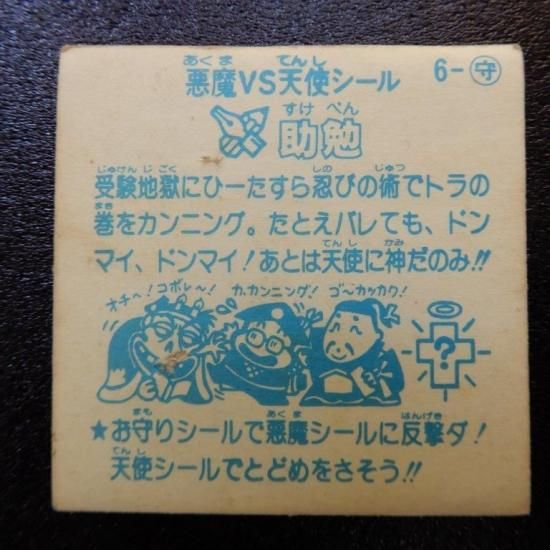 悪魔VS天使シール 6-守
助勉
受験地獄にひーたすら忍びの術でトラの
巻をカンニング。たとえバレても、ドン
マイ、ドンマイ！あとは天使に神だのみ!!
オチヘ！コボレ〜！ カ、カンニング！ ゴ〜カッカク！
?
★お守りシールで悪魔シールに反撃ダ！
天使シールでとどめをさそう!!